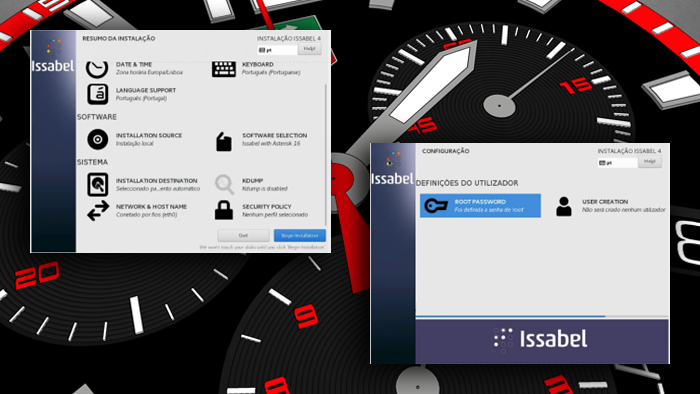 RESUMO DA INSTALAÇÃO
INSTALAÇÃO ISSABEL 4
pt
Help!
Issabel
DATE & TIME
Zona horária Europa/Lisboa
KEYBOARD
Português (Portuguese)
LANGUAGE SUPPORT
Português (Portugal)
SOFTWARE
INSTALLATION SOURCE
Instalação local
SOFTWARE SELECTION
Issabel with Asterisk 16
SISTEMA
INSTALLATION DESTINATION
Seleccionado pa...ento automático
KDUMP
Kdump is disabled
NETWORK & HOST NAME
Conetado por fios (eth0)
SECURITY POLICY
Nenhum perfil selecionado
Quit
Begin Installation
We won't touch your disks until you click 'Begin Installation'.
CONFIGURAÇÃO
INSTALAÇÃO ISSABEL 4
pt
Help!
Issabel
DEFINIÇÕES DO UTILIZADOR
ROOT PASSWORD
Foi definida a senha de 'root'
USER CREATION
Não será criado nenhum utilizador
Issabel
15
20